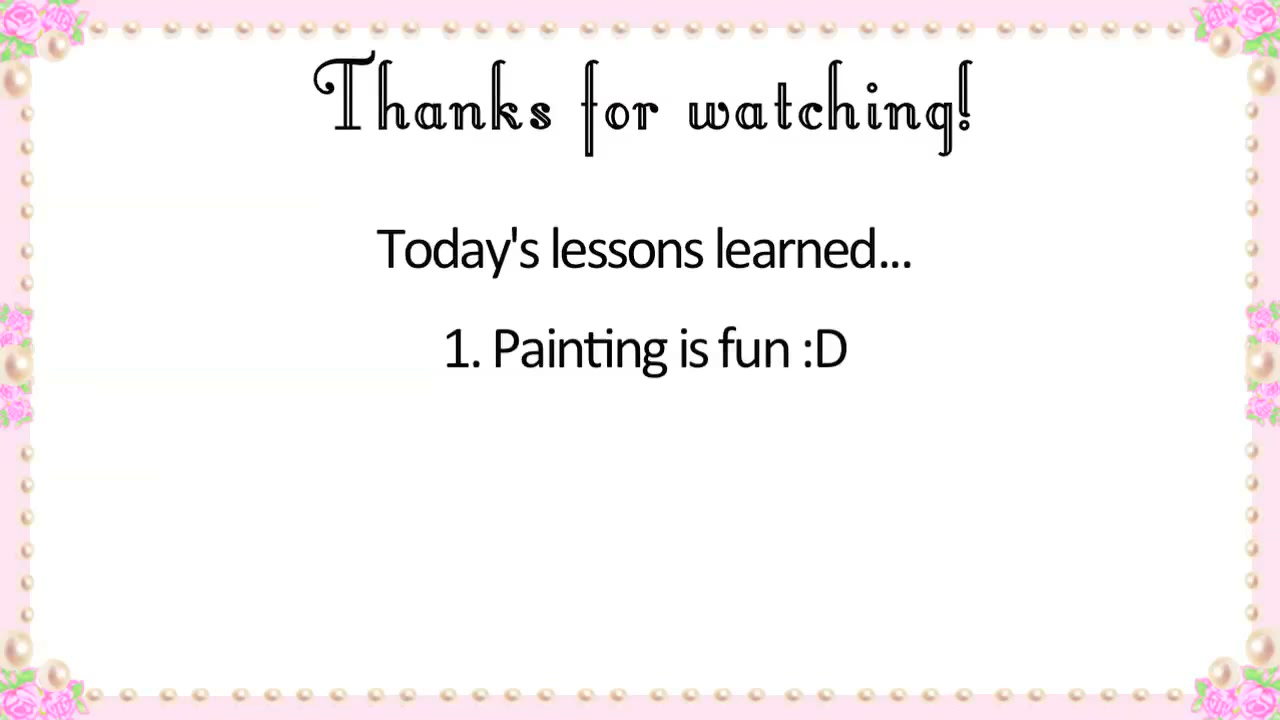 Thanks for watching!
Today's lessons learned...
1. Painting is fun :D